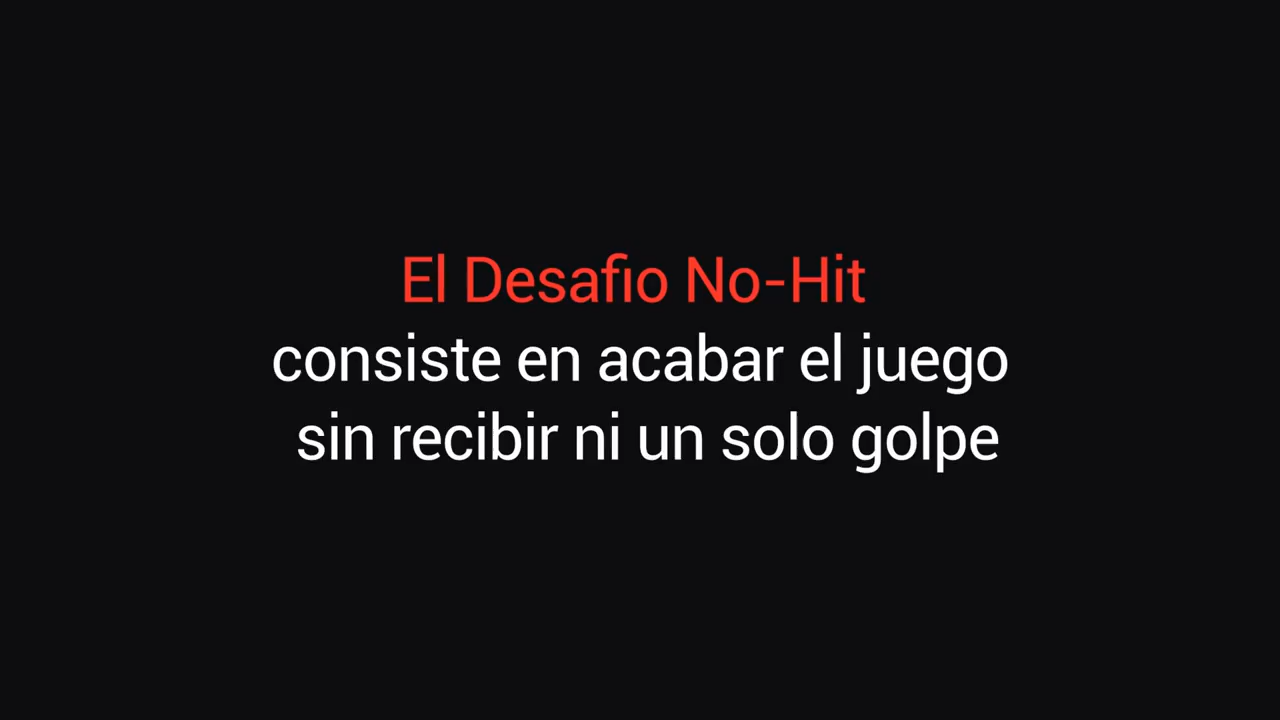 El Desafio No-Hit
consiste en acabar el juego
sin recibir ni un solo golpe